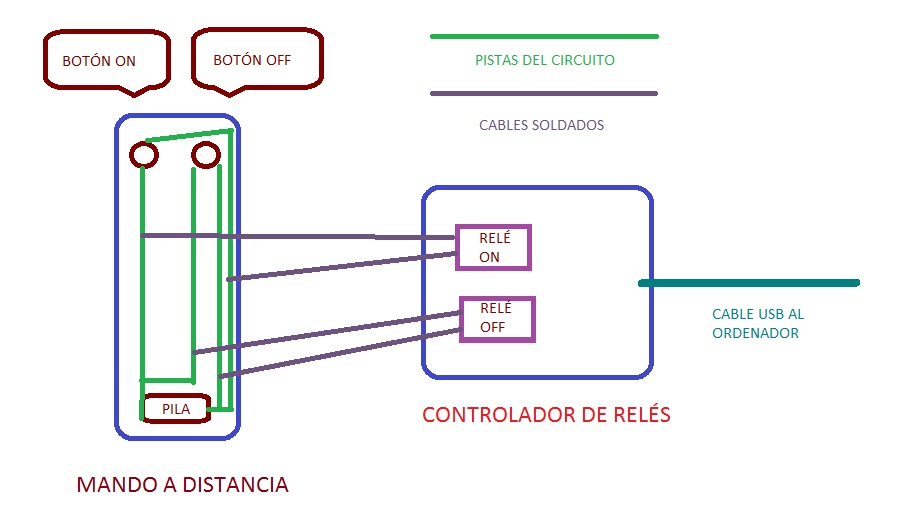 BOTÓN ON
BOTÓN OFF
PISTAS DEL CIRCUITO
CABLES SOLDADOS
RELÉ
ON
RELÉ
OFF
CABLE USB AL
ORDENADOR
PILA
CONTROLADOR DE RELÉS
MANDO A DISTANCIA